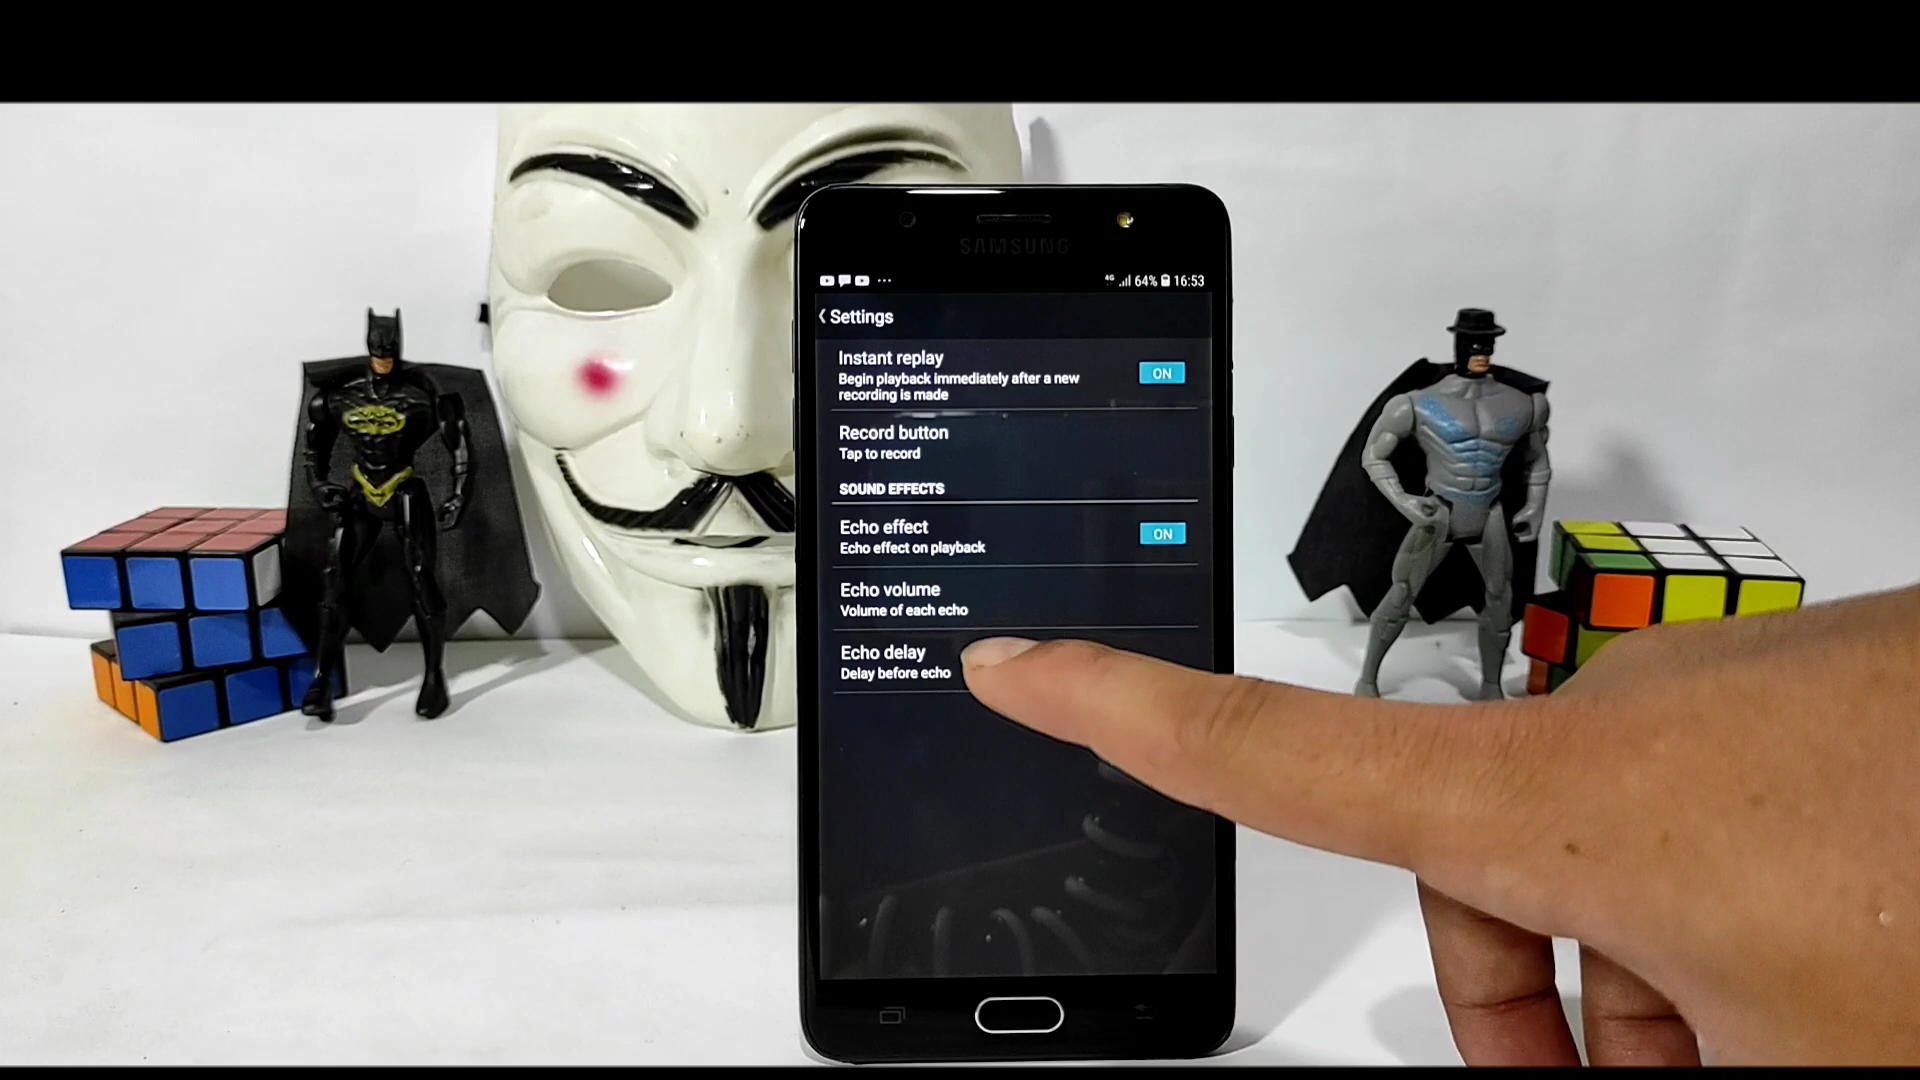 SAMSUNG
4G 64% 16:53
Settings
Instant replay
Begin playback immediately after a new
recording is made
ON
Record button
Tap to record
SOUND EFFECTS
Echo effect
Echo effect on playback
ON
Echo volume
Volume of each echo
Echo delay
Delay before echo